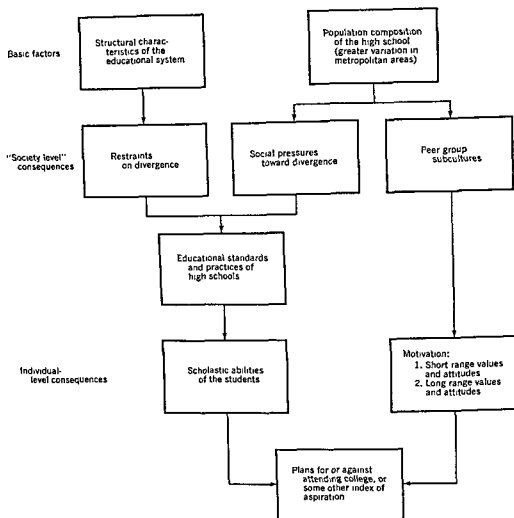 Basic factors
Structural charac-
teristics of the
educational system
Population composition
of the high school
(greater variation in
metropolitan areas)
"Society level"
consequences
Restraints
on divergence
Social pressures
toward divergence
Peer group
subcultures
Educational standards
and practices of
high schools
Individual-
level consequences
Scholastic abilities
of the students
Motivation:
1. Short range values
and attitudes
2. Long range values
and attitudes
Plans for or against
attending college, or
some other index of
aspiration